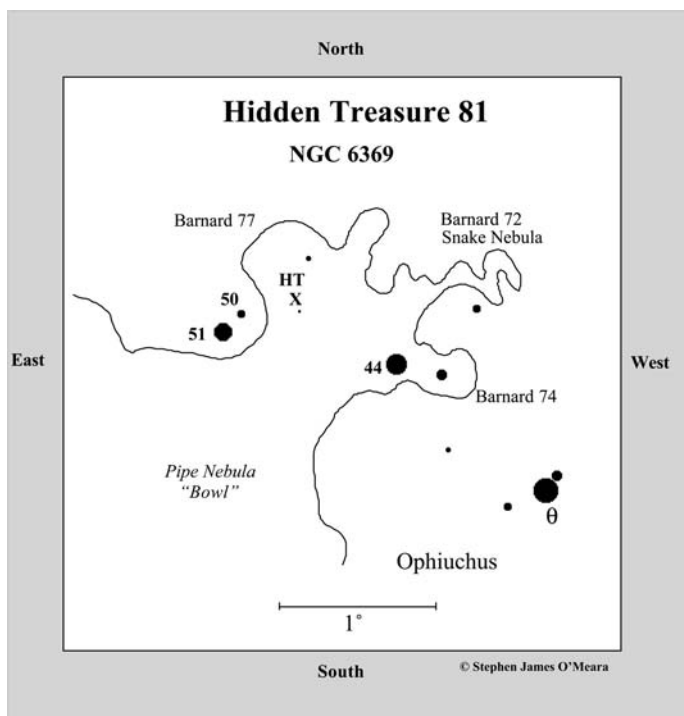 North
Hidden Treasure 81
NGC 6369
Barnard 77
Barnard 72
Snake Nebula
HT
X
50
51
East
44
West
Barnard 74
Pipe Nebula
“Bowl”
θ
Ophiuchus
1°
South
© Stephen James O’Meara